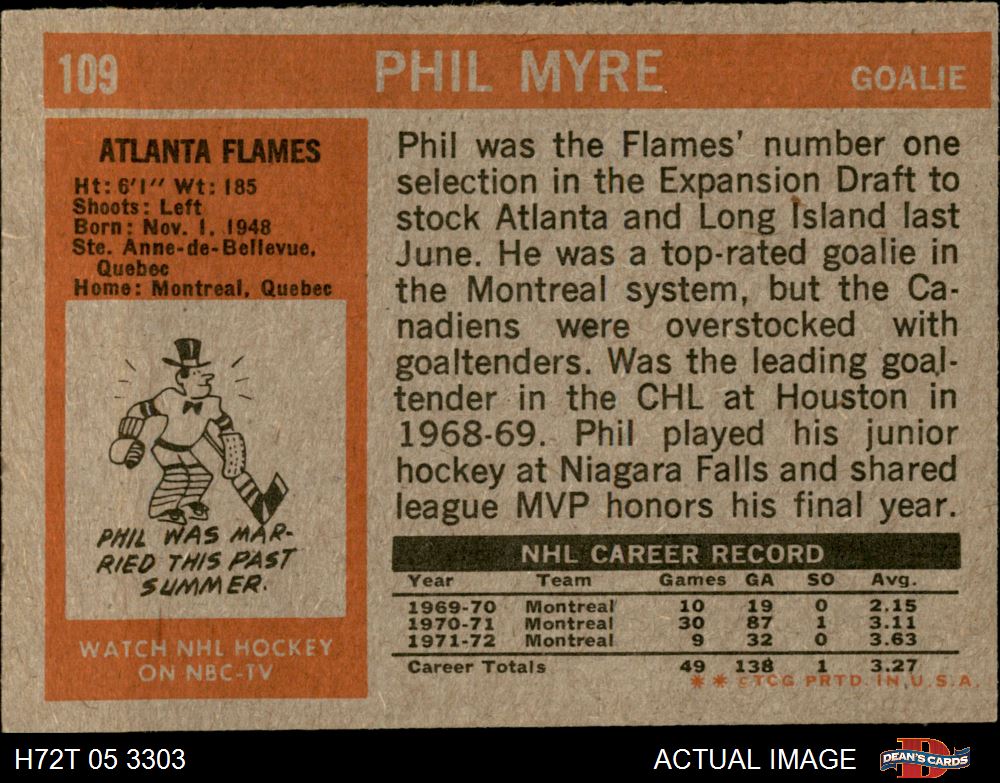 109 PHIL MYRE GOALIE
ATLANTA FLAMES
Ht: 6'1" Wt: 185
Shoots: Left
Born: Nov. 1, 1948
Ste. Anne-de-Bellevue,
Quebec
Home: Montreal, Quebec
PHIL WAS MAR-
RIED THIS PAST
SUMMER.
WATCH NHL HOCKEY
ON NBC-TV
Phil was the Flames' number one
selection in the Expansion Draft to
stock Atlanta and Long Island last
June. He was a top-rated goalie in
the Montreal system, but the Ca-
nadiens were overstocked with
goaltenders. Was the leading goal-
tender in the CHL at Houston in
1968-69. Phil played his junior
hockey at Niagara Falls and shared
league MVP honors his final year.
NHL CAREER RECORD
Year Team Games GA SO Avg.
1969-70 Montreal 10 19 0 2.15
1970-71 Montreal 30 87 1 3.11
1971-72 Montreal 9 32 0 3.63
Career Totals 49 138 1 3.27
** ©TCG PRTD. IN U.S.A.
H72T 05 3303 ACTUAL IMAGE DEAN'S CARDS